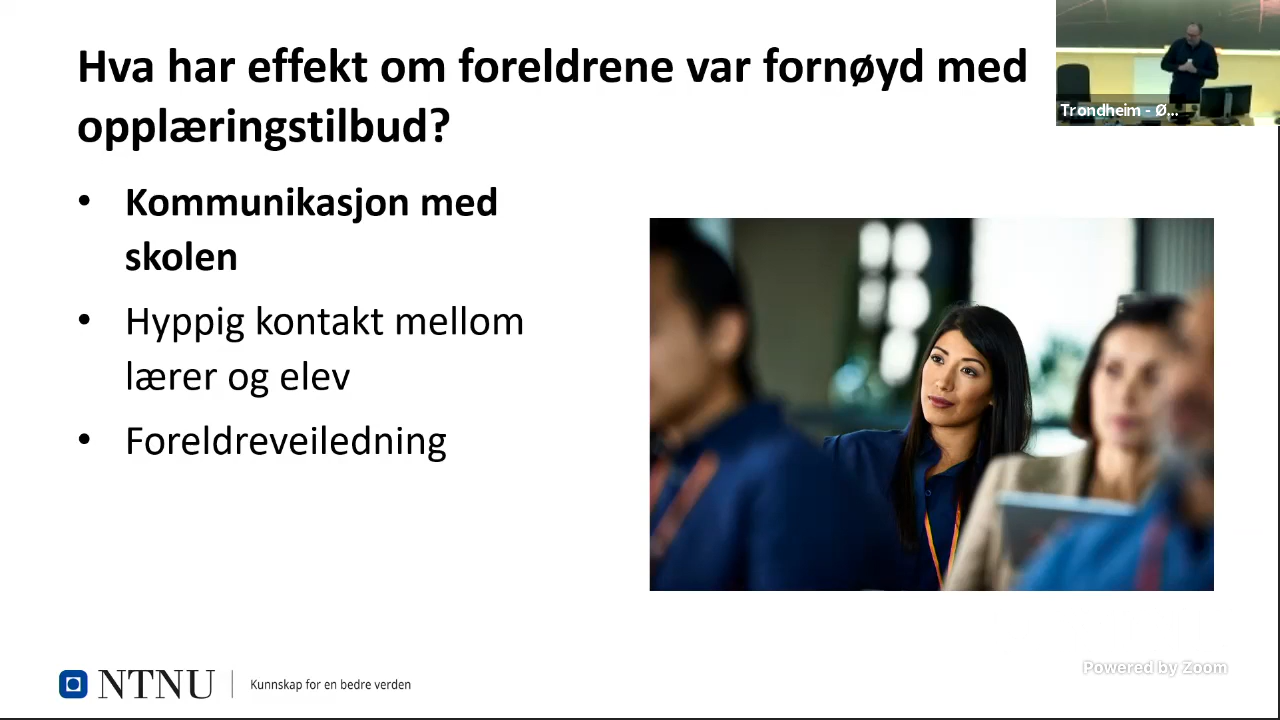 Hva har effekt om foreldrene var fornøyd med
opplæringstilbud?
Trondheim - Ø...
• Kommunikasjon med
skolen
• Hyppig kontakt mellom
lærer og elev
• Foreldreveiledning
NTNU
Kunnskap for en bedre verden
Powered by Zoom